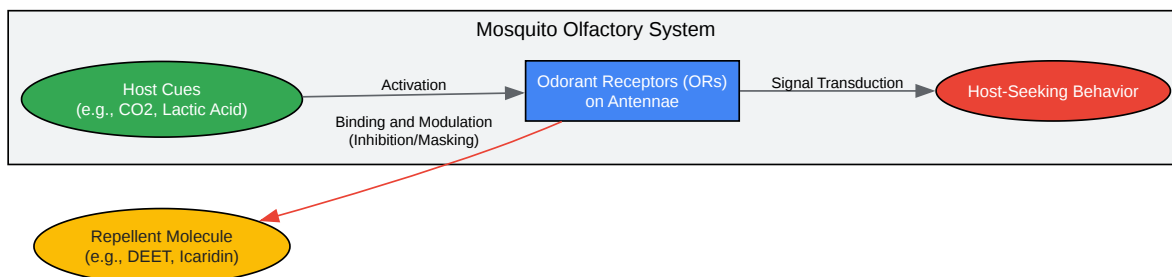 Mosquito Olfactory System
Host Cues
(e.g., CO2, Lactic Acid)
Activation
Odorant Receptors (ORs)
on Antennae
Signal Transduction
Host-Seeking Behavior
Binding and Modulation
(Inhibition/Masking)
Repellent Molecule
(e.g., DEET, Icaridin)